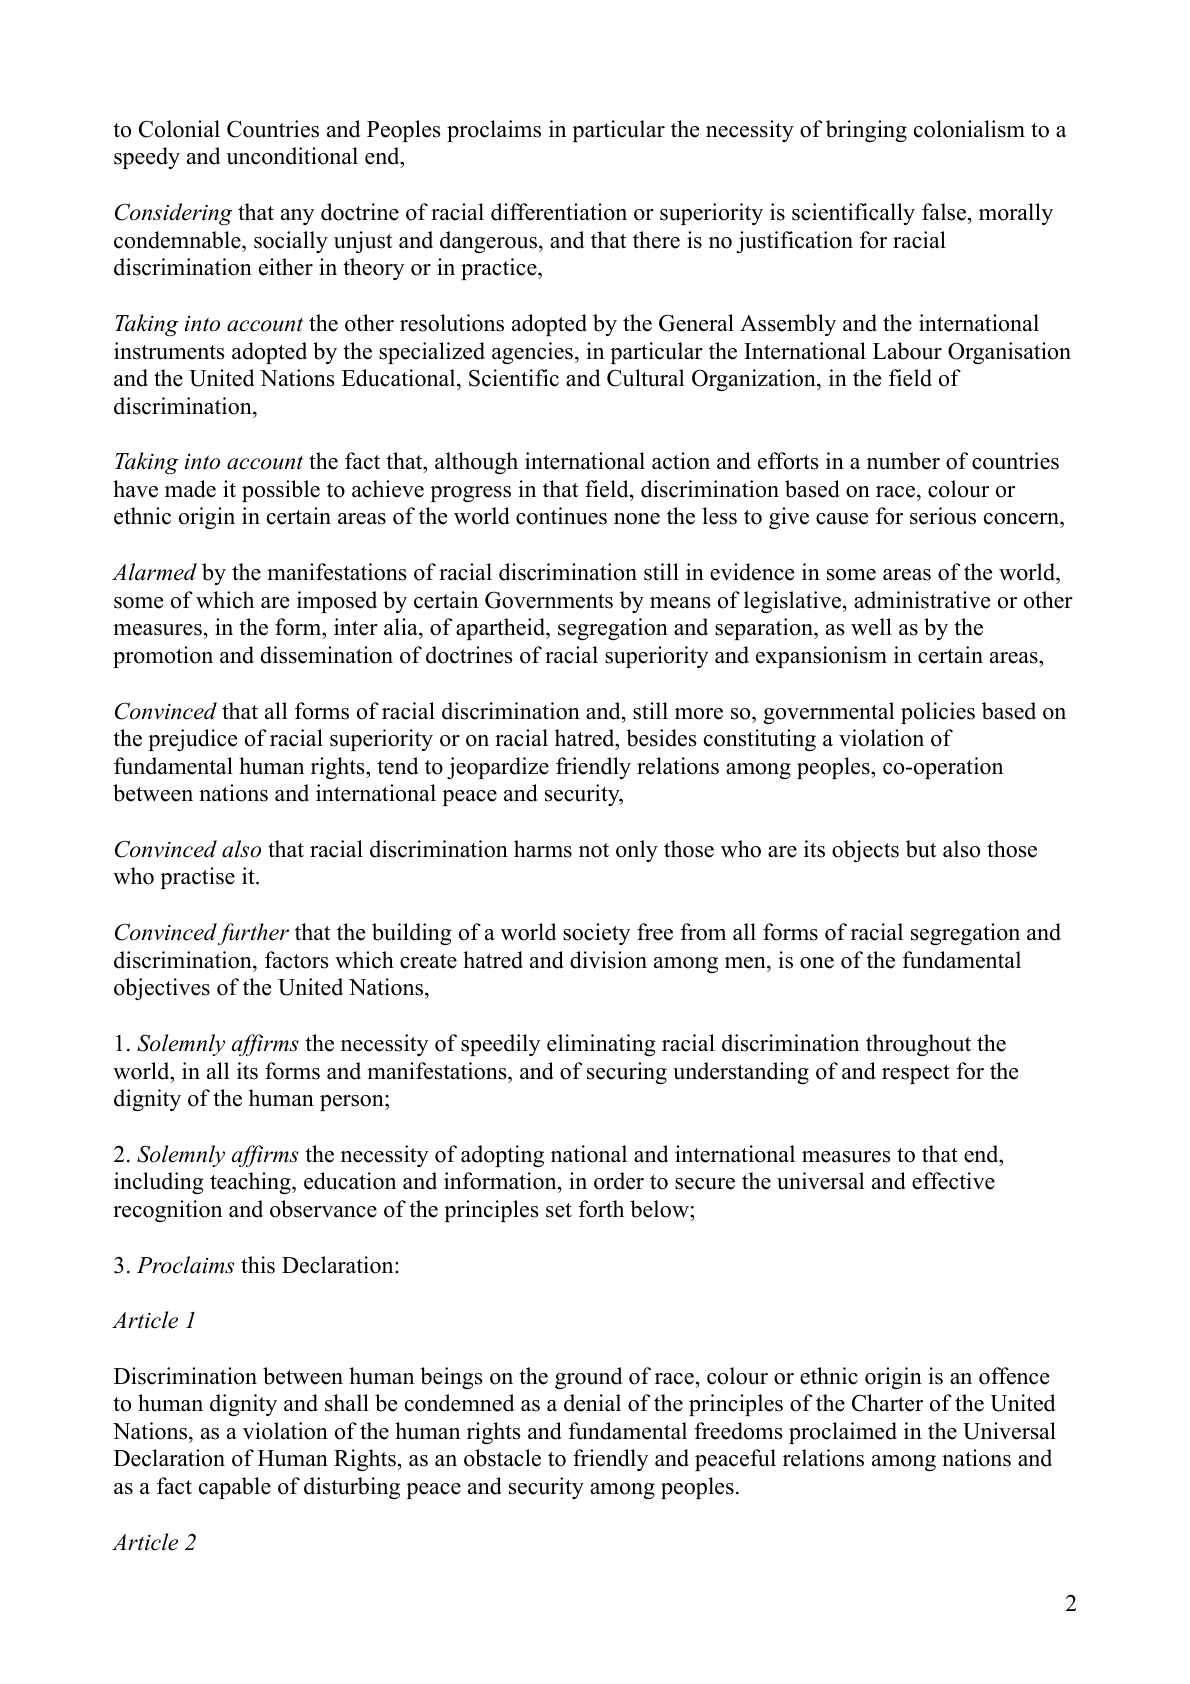 to Colonial Countries and Peoples proclaims in particular the necessity of bringing colonialism to a
speedy and unconditional end,
Considering that any doctrine of racial differentiation or superiority is scientifically false, morally
condemnable, socially unjust and dangerous, and that there is no justification for racial
discrimination either in theory or in practice,
Taking into account the other resolutions adopted by the General Assembly and the international
instruments adopted by the specialized agencies, in particular the International Labour Organisation
and the United Nations Educational, Scientific and Cultural Organization, in the field of
discrimination,
Taking into account the fact that, although international action and efforts in a number of countries
have made it possible to achieve progress in that field, discrimination based on race, colour or
ethnic origin in certain areas of the world continues none the less to give cause for serious concern,
Alarmed by the manifestations of racial discrimination still in evidence in some areas of the world,
some of which are imposed by certain Governments by means of legislative, administrative or other
measures, in the form, inter alia, of apartheid, segregation and separation, as well as by the
promotion and dissemination of doctrines of racial superiority and expansionism in certain areas,
Convinced that all forms of racial discrimination and, still more so, governmental policies based on
the prejudice of racial superiority or on racial hatred, besides constituting a violation of
fundamental human rights, tend to jeopardize friendly relations among peoples, co-operation
between nations and international peace and security,
Convinced also that racial discrimination harms not only those who are its objects but also those
who practise it.
Convinced further that the building of a world society free from all forms of racial segregation and
discrimination, factors which create hatred and division among men, is one of the fundamental
objectives of the United Nations,
1. Solemnly affirms the necessity of speedily eliminating racial discrimination throughout the
world, in all its forms and manifestations, and of securing understanding of and respect for the
dignity of the human person;
2. Solemnly affirms the necessity of adopting national and international measures to that end,
including teaching, education and information, in order to secure the universal and effective
recognition and observance of the principles set forth below;
3. Proclaims this Declaration:
Article 1
Discrimination between human beings on the ground of race, colour or ethnic origin is an offence
to human dignity and shall be condemned as a denial of the principles of the Charter of the United
Nations, as a violation of the human rights and fundamental freedoms proclaimed in the Universal
Declaration of Human Rights, as an obstacle to friendly and peaceful relations among nations and
as a fact capable of disturbing peace and security among peoples.
Article 2
2